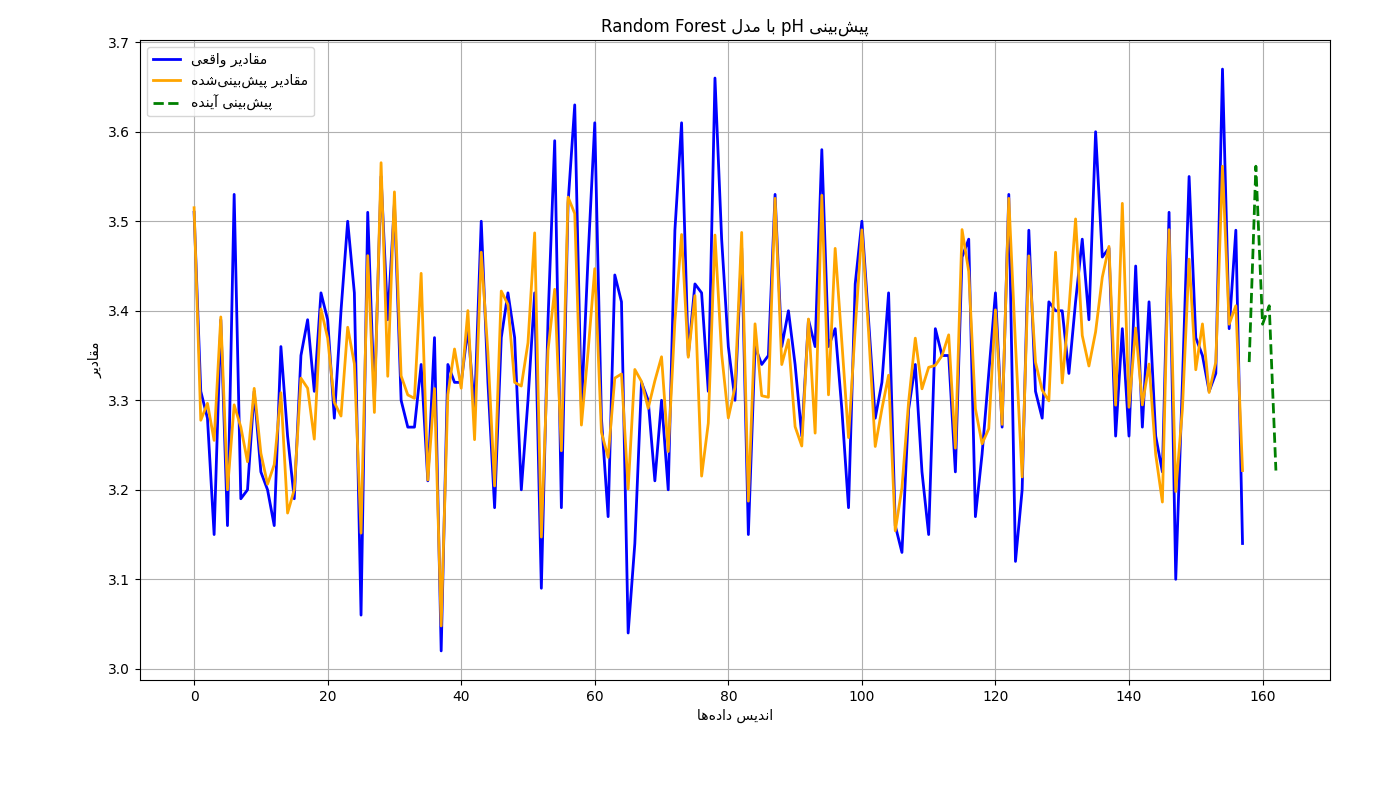 پیش‌بینی pH با مدل Random Forest
مقادیر واقعی
مقادیر پیش‌بینی‌شده
پیش‌بینی آینده
مقادیر
3.7
3.6
3.5
3.4
3.3
3.2
3.1
3.0
0 20 40 60 80 100 120 140 160
اندیس داده‌ها